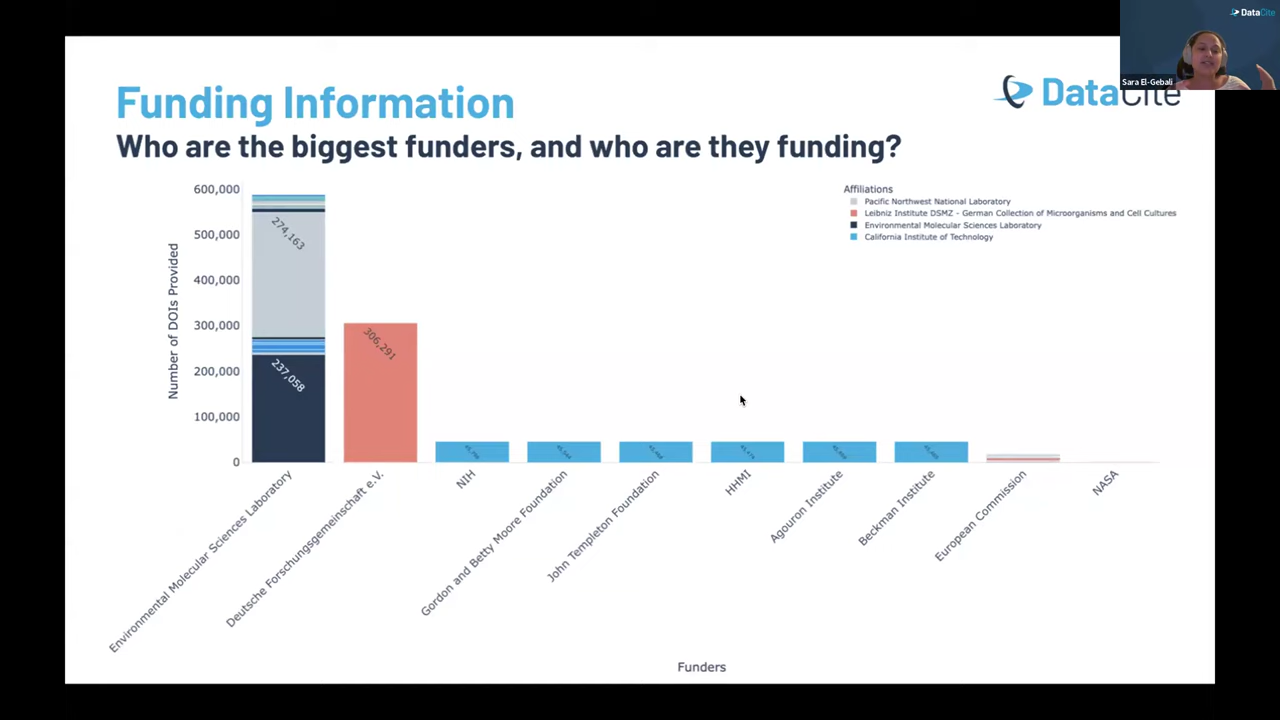 DataCite
Sara El-Gebali
Funding Information
DataCite
Who are the biggest funders, and who are they funding?
Number of DOIs Provided
600,000
500,000
400,000
300,000
200,000
100,000
0
274,163
237,058
306,291
Affiliations
Pacific Northwest National Laboratory
Leibniz Institute DSMZ - German Collection of Microorganisms and Cell Cultures
Environmental Molecular Sciences Laboratory
California Institute of Technology
Environmental Molecular Sciences Laboratory
Deutsche Forschungsgemeinschaft e.V.
NIH
Gordon and Betty Moore Foundation
John Templeton Foundation
HHMI
Agouron Institute
Beckman Institute
European Commission
NASA
Funders